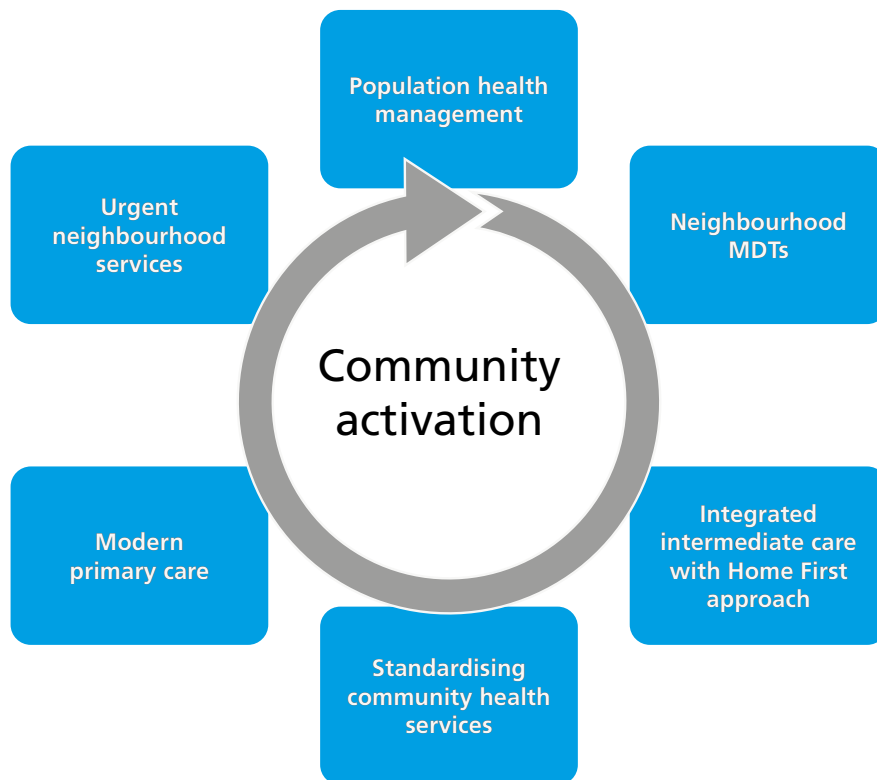 Population health
management
Urgent
neighbourhood
services
Neighbourhood
MDTs
Community
activation
Modern
primary care
Integrated
intermediate care
with Home First
approach
Standardising
community health
services